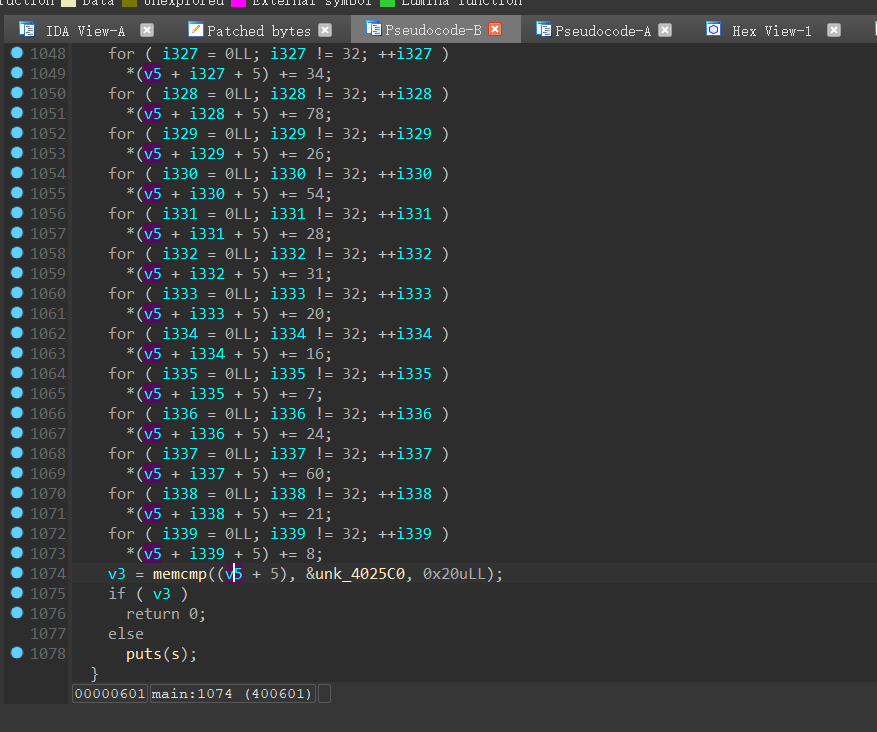 ruction Data Unexplored External symbol Lumina function
IDA View-A Patched bytes Pseudocode-B Pseudocode-A Hex View-1
1048 for ( i327 = 0LL; i327 != 32; ++i327 )
1049 *(v5 + i327 + 5) += 34;
1050 for ( i328 = 0LL; i328 != 32; ++i328 )
1051 *(v5 + i328 + 5) += 78;
1052 for ( i329 = 0LL; i329 != 32; ++i329 )
1053 *(v5 + i329 + 5) += 26;
1054 for ( i330 = 0LL; i330 != 32; ++i330 )
1055 *(v5 + i330 + 5) += 54;
1056 for ( i331 = 0LL; i331 != 32; ++i331 )
1057 *(v5 + i331 + 5) += 28;
1058 for ( i332 = 0LL; i332 != 32; ++i332 )
1059 *(v5 + i332 + 5) += 31;
1060 for ( i333 = 0LL; i333 != 32; ++i333 )
1061 *(v5 + i333 + 5) += 20;
1062 for ( i334 = 0LL; i334 != 32; ++i334 )
1063 *(v5 + i334 + 5) += 16;
1064 for ( i335 = 0LL; i335 != 32; ++i335 )
1065 *(v5 + i335 + 5) += 7;
1066 for ( i336 = 0LL; i336 != 32; ++i336 )
1067 *(v5 + i336 + 5) += 24;
1068 for ( i337 = 0LL; i337 != 32; ++i337 )
1069 *(v5 + i337 + 5) += 60;
1070 for ( i338 = 0LL; i338 != 32; ++i338 )
1071 *(v5 + i338 + 5) += 21;
1072 for ( i339 = 0LL; i339 != 32; ++i339 )
1073 *(v5 + i339 + 5) += 8;
1074 v3 = memcmp((v5 + 5), &unk_4025C0, 0x20uLL);
1075 if ( v3 )
1076 return 0;
1077 else
1078 puts(s);
}
00000601 main:1074 (400601)